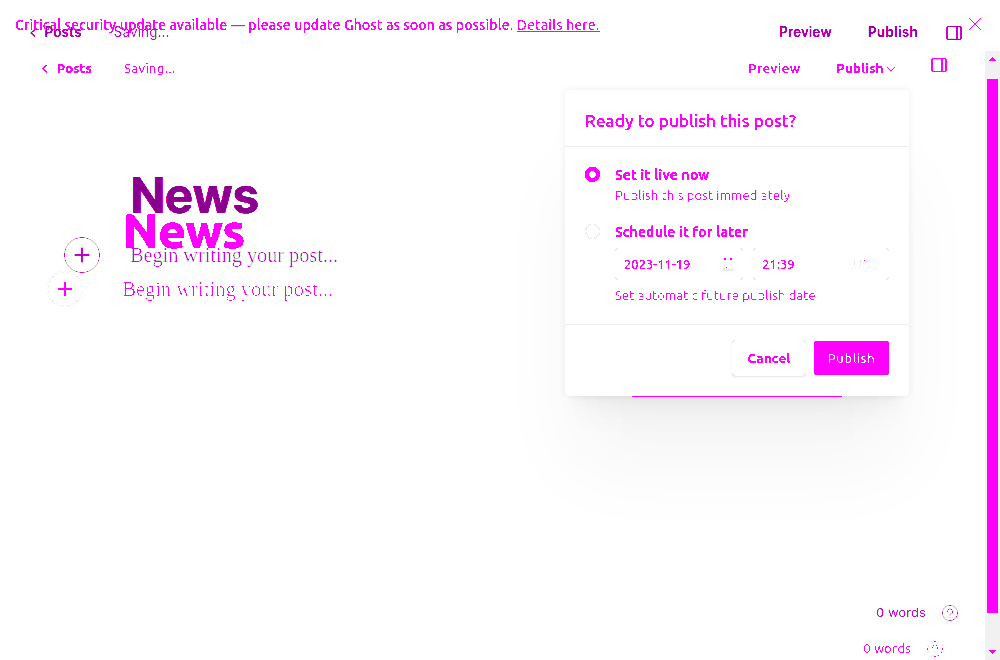 Critical security update available — please update Ghost as soon as possible. Details here.
Posts Saving... Preview Publish
Posts Saving... Preview Publish
Ready to publish this post?
Set it live now
Publish this post immediately
Schedule it for later
2023-11-19 21:39
Set automatic future publish date
Cancel Publish
News
News
Begin writing your post...
Begin writing your post...
0 words ?
0 words